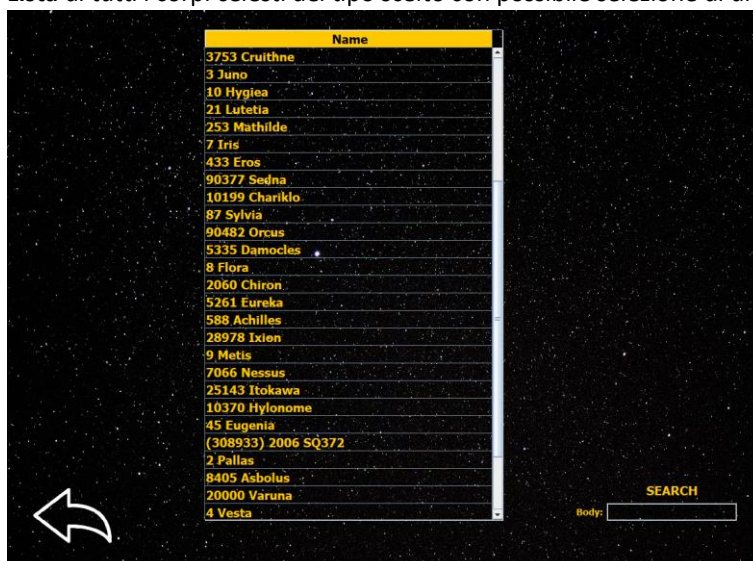 Lista di tutti i corpi celesti del tipo scelto con possibile selezione di un
Name
3753 Cruithne
3 Juno
10 Hygiea
21 Lutetia
253 Mathilde
7 Iris
433 Eros
90377 Sedna
10199 Chariklo
87 Sylvia
90482 Orcus
5335 Damocles
8 Flora
2060 Chiron
5261 Eureka
588 Achilles
28978 Ixion
9 Metis
7066 Nessus
25143 Itokawa
10370 Hylonome
45 Eugenia
(308933) 2006 SQ372
2 Pallas
8405 Asbolus
20000 Varuna
4 Vesta
SEARCH
Body: